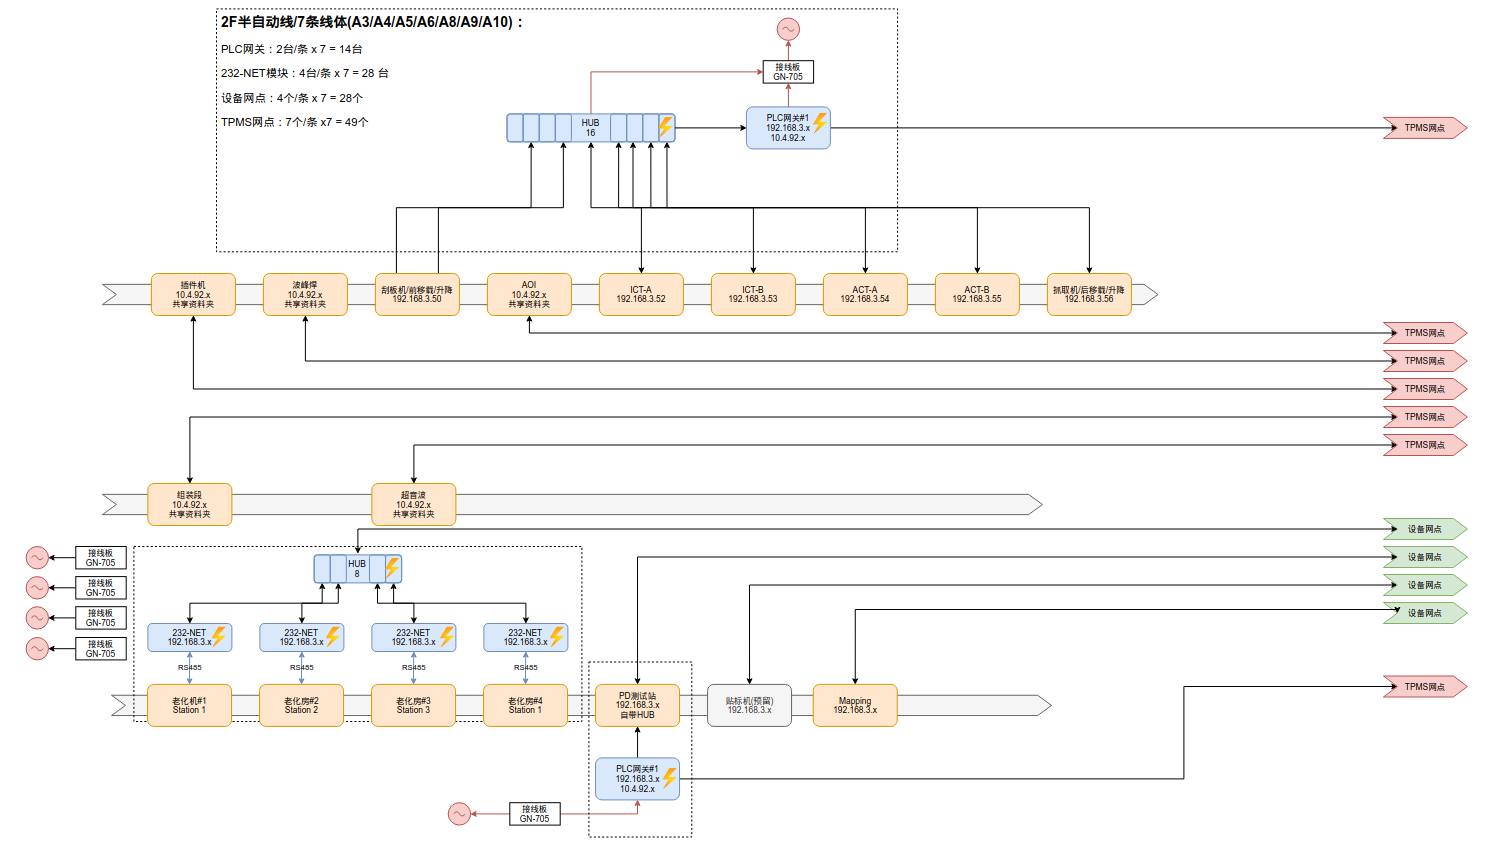 2F半自动线/7条线体(A3/A4/A5/A6/A8/A9/A10)：
PLC网关：2台/条 x 7 = 14台
232-NET模块：4台/条 x 7 = 28 台
设备网点：4个/条 x 7 = 28个
TPMS网点：7个/条 x7 = 49个
接线板
GN-705
HUB
16
PLC网关#1
192.168.3.x
10.4.92.x
TPMS网点
插件机
10.4.92.x
共享资料夹
波峰焊
10.4.92.x
共享资料夹
刮板机/前移载/升降
192.168.3.50
AOI
10.4.92.x
共享资料夹
ICT-A
192.168.3.52
ICT-B
192.168.3.53
ACT-A
192.168.3.54
ACT-B
192.168.3.55
抓取机/后移载/升降
192.168.3.56
TPMS网点
TPMS网点
TPMS网点
TPMS网点
TPMS网点
组装段
10.4.92.x
共享资料夹
超音波
10.4.92.x
共享资料夹
设备网点
设备网点
设备网点
设备网点
接线板
GN-705
接线板
GN-705
接线板
GN-705
接线板
GN-705
HUB
8
232-NET
192.168.3.x
232-NET
192.168.3.x
232-NET
192.168.3.x
232-NET
192.168.3.x
RS485
RS485
RS485
RS485
老化机#1
Station 1
老化房#2
Station 2
老化房#3
Station 3
老化房#4
Station 1
PD测试站
192.168.3.x
自带HUB
贴标机(预留)
192.168.3.x
Mapping
192.168.3.x
TPMS网点
PLC网关#1
192.168.3.x
10.4.92.x
接线板
GN-705